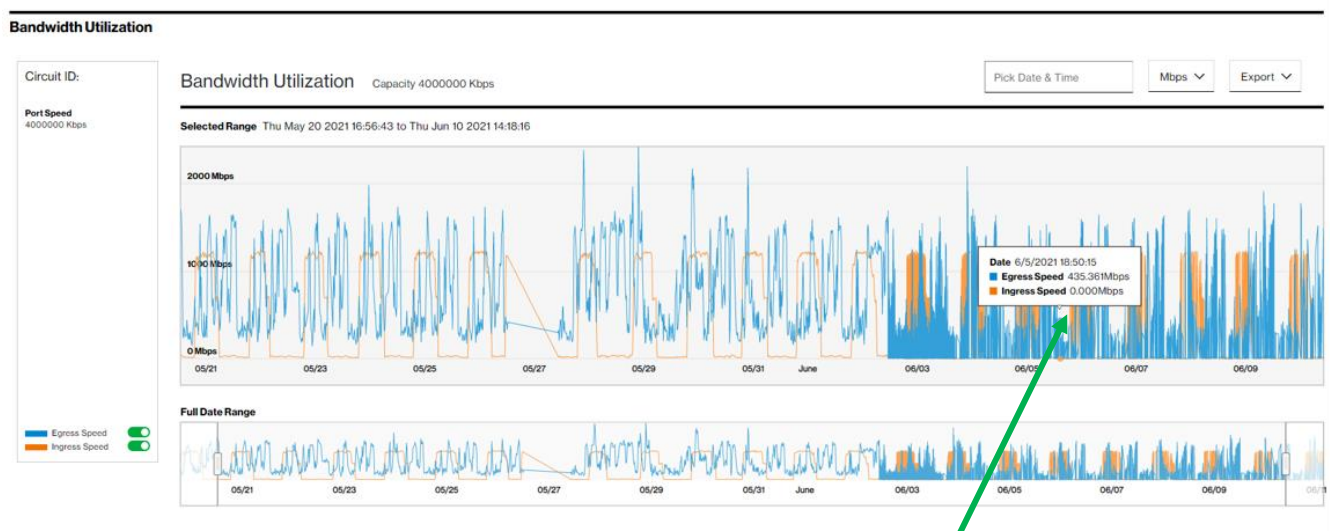 Bandwidth Utilization
Circuit ID:
Port Speed
4000000 Kbps
Egress Speed
Ingress Speed
Bandwidth Utilization Capacity 4000000 Kbps
Pick Date & Time Mbps Export
Selected Range Thu May 20 2021 16:56:43 to Thu Jun 10 2021 14:18:16
2000 Mbps
1000 Mbps
0 Mbps
Date 6/5/2021 18:50:15
Egress Speed 435.361Mbps
Ingress Speed 0.000Mbps
05/21 05/23 05/25 05/27 05/29 05/31 June 06/03 06/05 06/07 06/09
Full Date Range
05/21 05/23 05/25 05/27 05/29 05/31 June 06/03 06/05 06/07 06/09 06/11